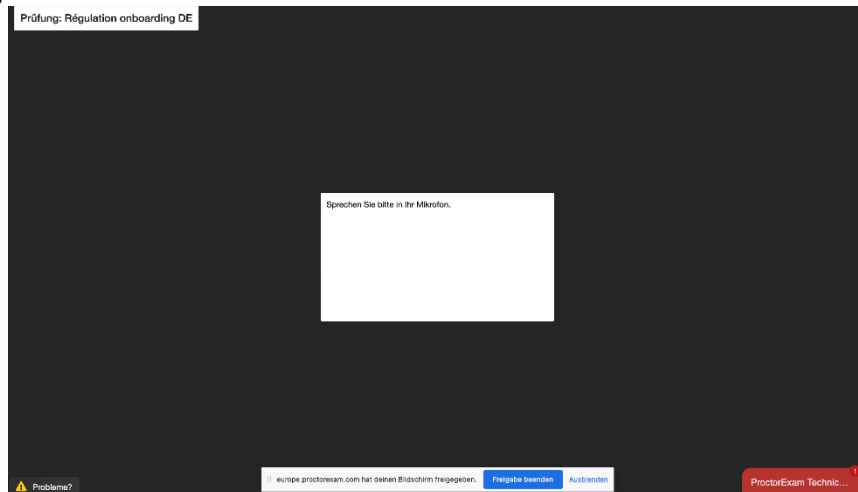 Prüfung: Régulation onboarding DE
Sprechen Sie bitte in Ihr Mikrofon.
europe.proctorexam.com hat deinen Bildschirm freigegeben. Freigabe beenden Ausblenden
1
ProctorExam Technic...
Probleme?